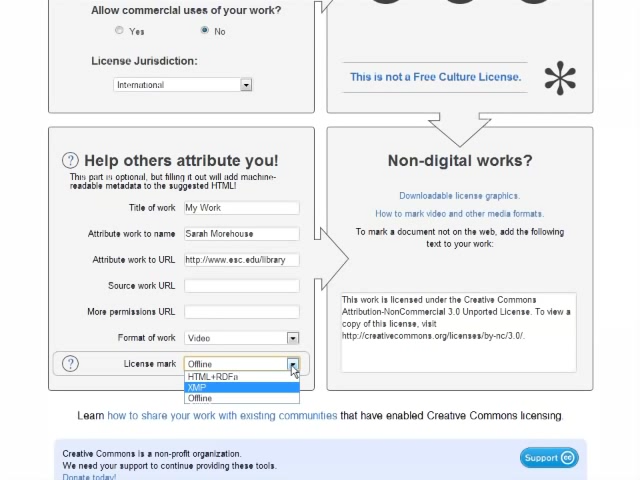 Allow commercial uses of your work?
Yes
No
License Jurisdiction:
International
This is not a Free Culture License.
Help others attribute you!
This part is optional, but filling it out will add machine-
readable metadata to the suggested HTML!
Title of work My Work
Attribute work to name Sarah Morehouse
Attribute work to URL http://www.esc.edu/library
Source work URL
More permissions URL
Format of work Video
License mark Offline
HTML+RDFa
XMP
Offline
Non-digital works?
Downloadable license graphics.
How to mark video and other media formats.
To mark a document not on the web, add the following
text to your work:
This work is licensed under the Creative Commons
Attribution-NonCommercial 3.0 Unported License. To view a
copy of this license, visit
http://creativecommons.org/licenses/by-nc/3.0/.
Learn how to share your work with existing communities that have enabled Creative Commons licensing.
Creative Commons is a non-profit organization.
We need your support to continue providing these tools.
Donate today!
Support cc